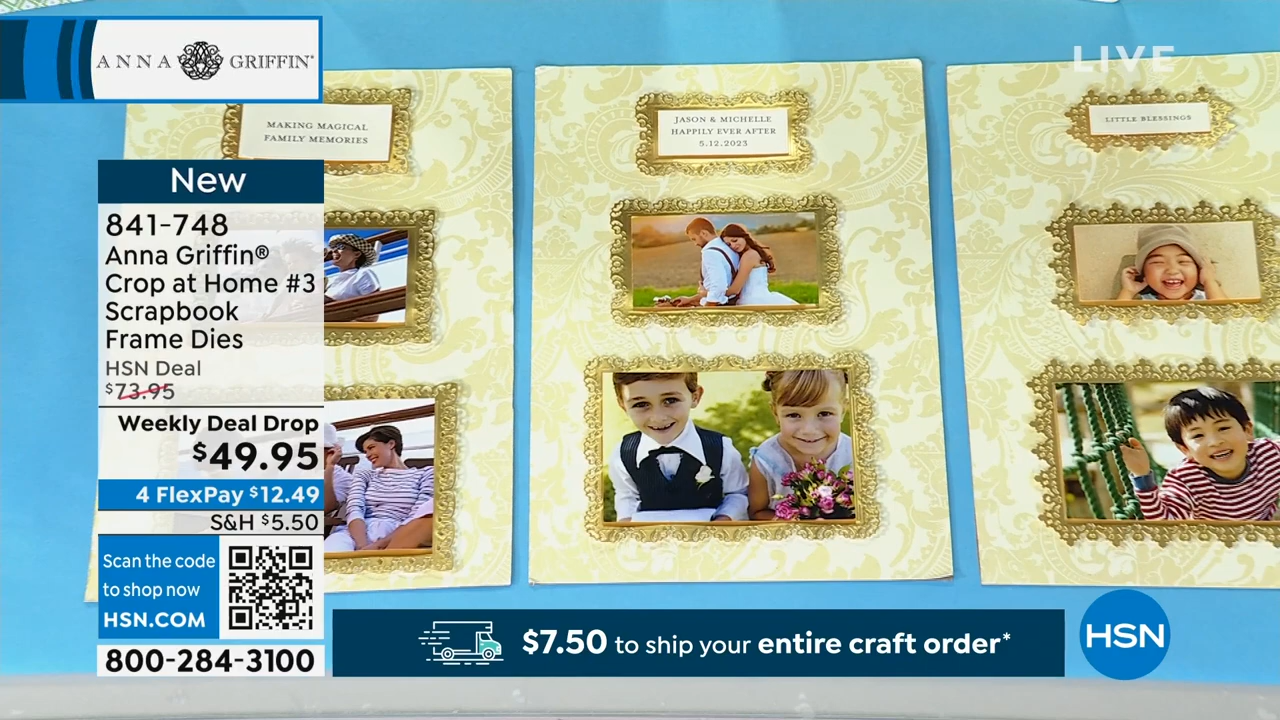 ANNA GRIFFIN®
LIVE
MAKING MAGICAL
FAMILY MEMORIES
JASON & MICHELLE
HAPPILY EVER AFTER
5.12.2023
LITTLE BLESSINGS
New
841-748
Anna Griffin®
Crop at Home #3
Scrapbook
Frame Dies
HSN Deal
$73.95
Weekly Deal Drop
$49.95
4 FlexPay $12.49
S&H $5.50
Scan the code
to shop now
HSN.COM
800-284-3100
$7.50 to ship your entire craft order*
HSN